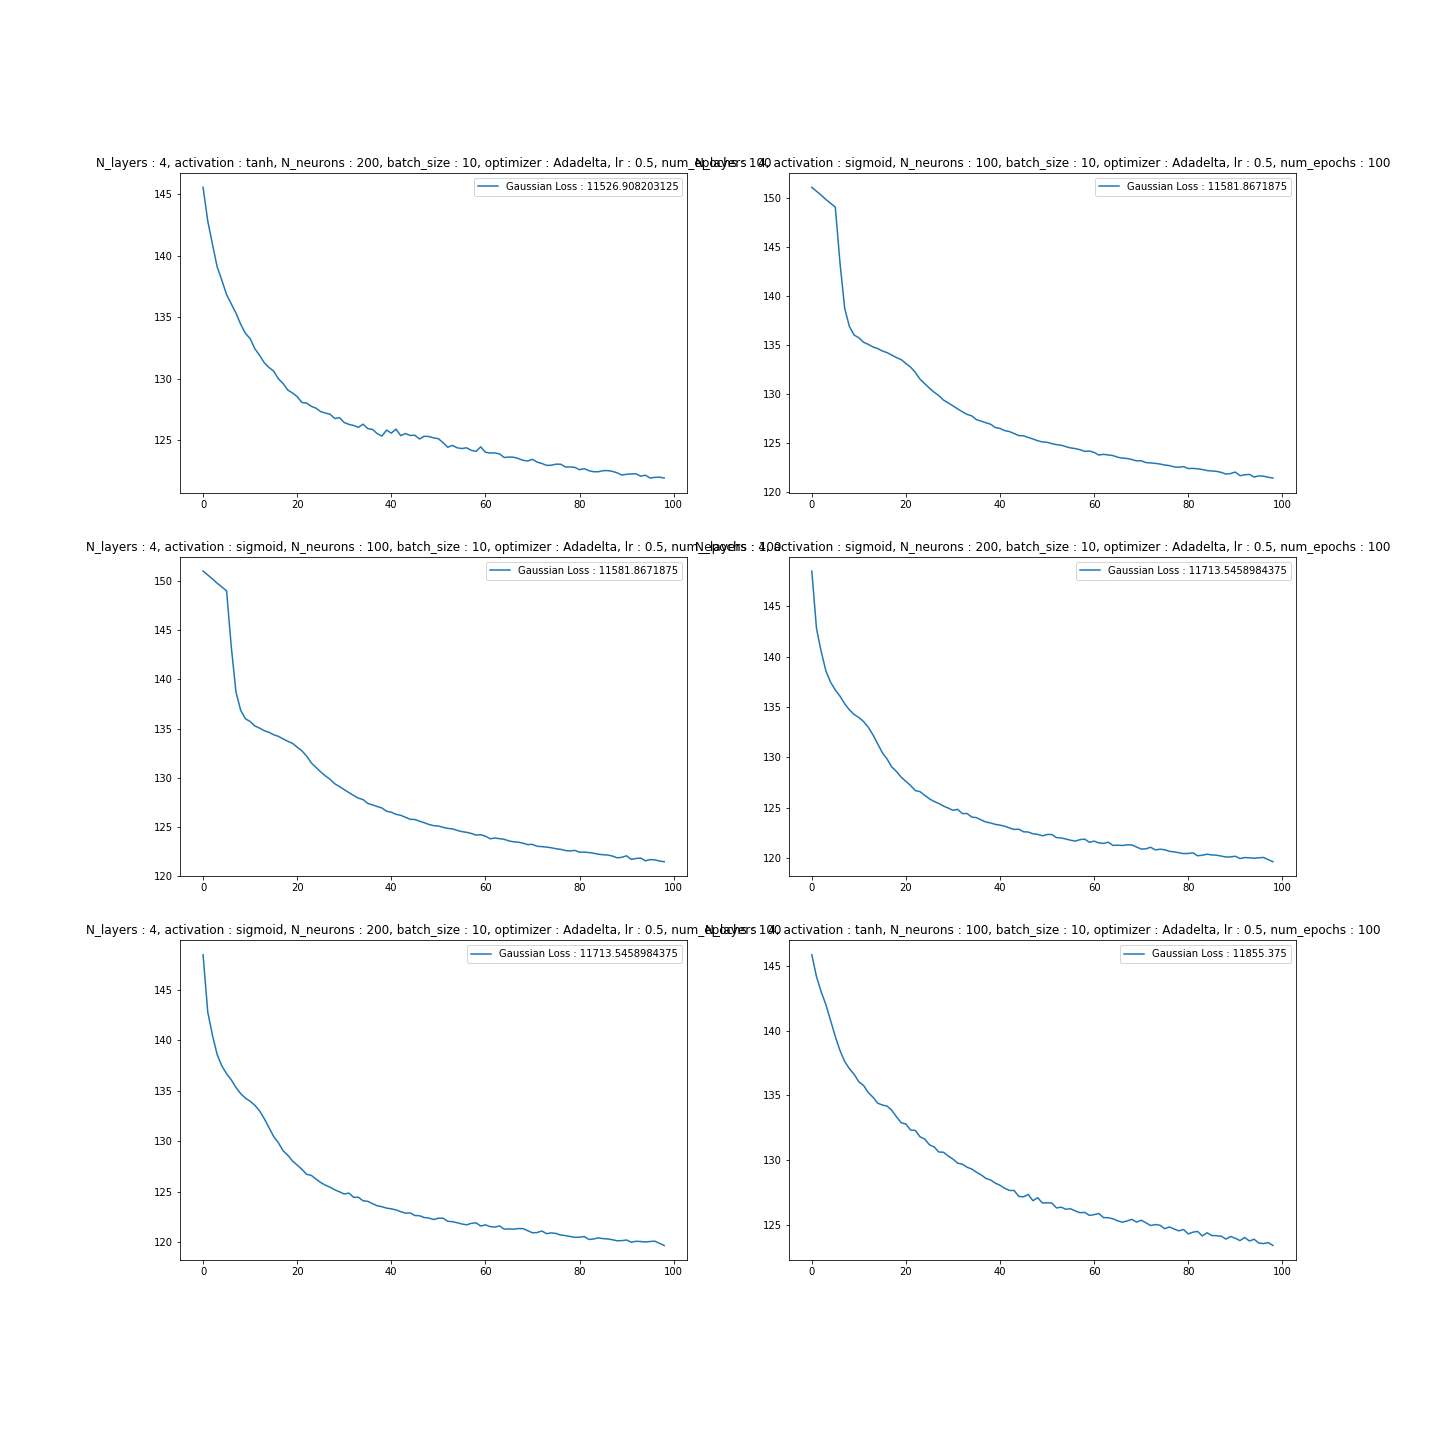 N_layers : 4, activation : tanh, N_neurons : 200, batch_size : 10, optimizer : Adadelta, lr : 0.5, num_epochs : 100
Gaussian Loss : 11526.908203125
145
140
135
130
125
0 20 40 60 80 100
N_layers : 4, activation : sigmoid, N_neurons : 100, batch_size : 10, optimizer : Adadelta, lr : 0.5, num_epochs : 100
Gaussian Loss : 11581.8671875
150
145
140
135
130
125
120
0 20 40 60 80 100
N_layers : 4, activation : sigmoid, N_neurons : 100, batch_size : 10, optimizer : Adadelta, lr : 0.5, num_epochs : 100
Gaussian Loss : 11581.8671875
150
145
140
135
130
125
120
0 20 40 60 80 100
N_layers : 4, activation : sigmoid, N_neurons : 200, batch_size : 10, optimizer : Adadelta, lr : 0.5, num_epochs : 100
Gaussian Loss : 11713.5458984375
145
140
135
130
125
120
0 20 40 60 80 100
N_layers : 4, activation : sigmoid, N_neurons : 200, batch_size : 10, optimizer : Adadelta, lr : 0.5, num_epochs : 100
Gaussian Loss : 11713.5458984375
145
140
135
130
125
120
0 20 40 60 80 100
N_layers : 4, activation : tanh, N_neurons : 100, batch_size : 10, optimizer : Adadelta, lr : 0.5, num_epochs : 100
Gaussian Loss : 11855.375
145
140
135
130
125
0 20 40 60 80 100